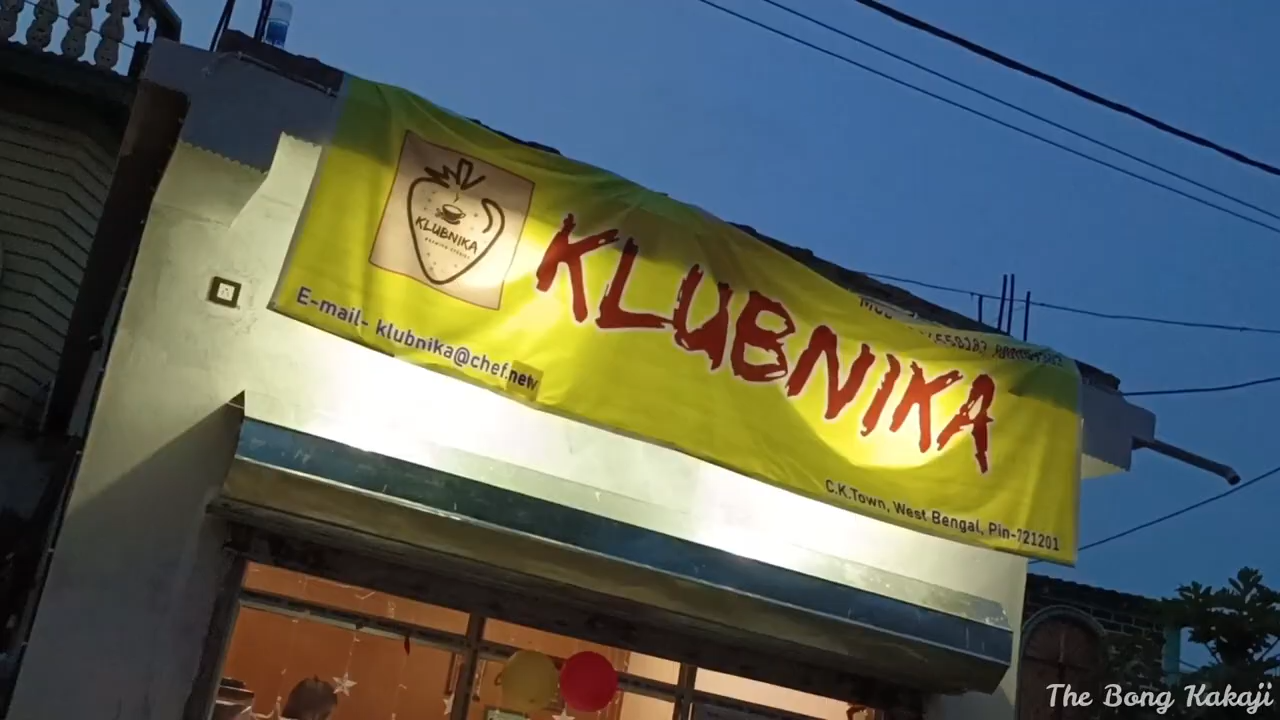 KLUBNIKA
KLUBNIKA
E-mail- klubnika@chef.net
C.K.Town, West Bengal, Pin-721201
The Bong Kakaji